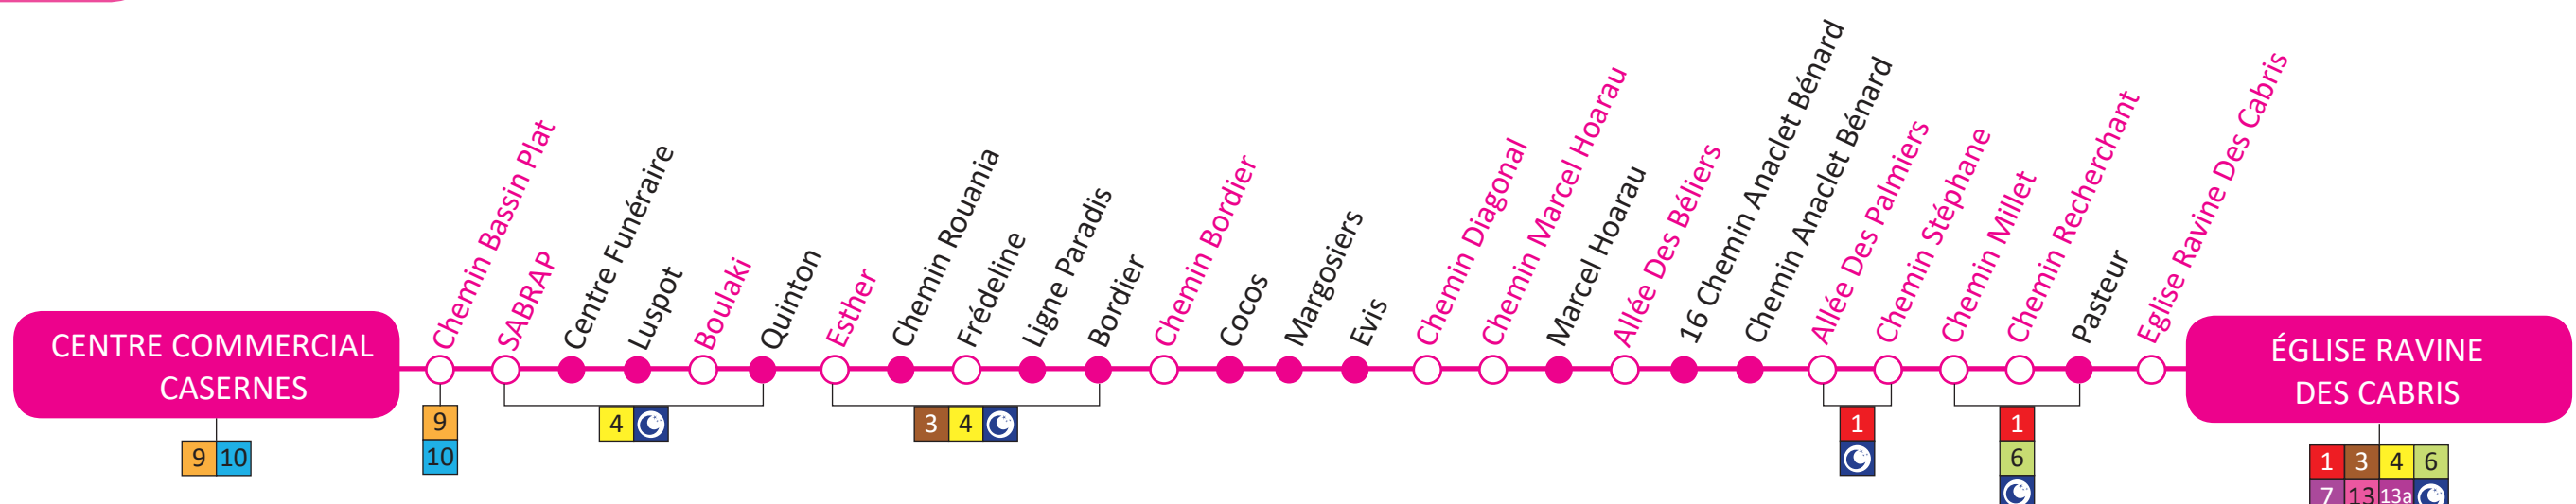 CENTRE COMMERCIAL
CASERNES
9 10
Chemin Bassin Plat
9
10
SABRAP
Centre Funéraire
Luspot
Boulaki
Quinton
4
Esther
Chemin Rouania
Frédeline
Ligne Paradis
Bordier
3 4
Chemin Bordier
Cocos
Margosiers
Evis
Chemin Diagonal
Chemin Marcel Hoarau
Marcel Hoarau
Allée Des Béliers
16 Chemin Anaclet Bénard
Chemin Anaclet Bénard
Allée Des Palmiers
Chemin Stéphane
1
Chemin Millet
Chemin Recherchant
Pasteur
1
6
Eglise Ravine Des Cabris
ÉGLISE RAVINE
DES CABRIS
1 3 4 6
7 13 13a